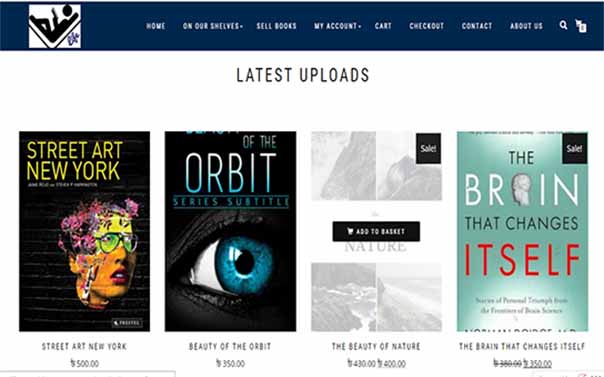 HOME ON OUR SHELVES SELL BOOKS MY ACCOUNT CART CHECKOUT CONTACT ABOUT US
LATEST UPLOADS
STREET ART
NEW YORK
JAIME ROJO and STEVEN P. HARRINGTON
PRESTEL
STREET ART NEW YORK
৳ 500.00
BEAUTY
OF THE
ORBIT
SERIES SUBTITLE
BEAUTY OF THE ORBIT
৳ 350.00
Sale!
ADD TO BASKET
NATURE
THE BEAUTY OF NATURE
৳ 430.00 ৳ 400.00
Sale!
THE
BRAIN
THAT CHANGES
ITSELF
Stories of Personal Triumph from
the Frontiers of Brain Science
NORMAN DOIDGE, M.D.
THE BRAIN THAT CHANGES ITSELF
৳ 380.00 ৳ 350.00